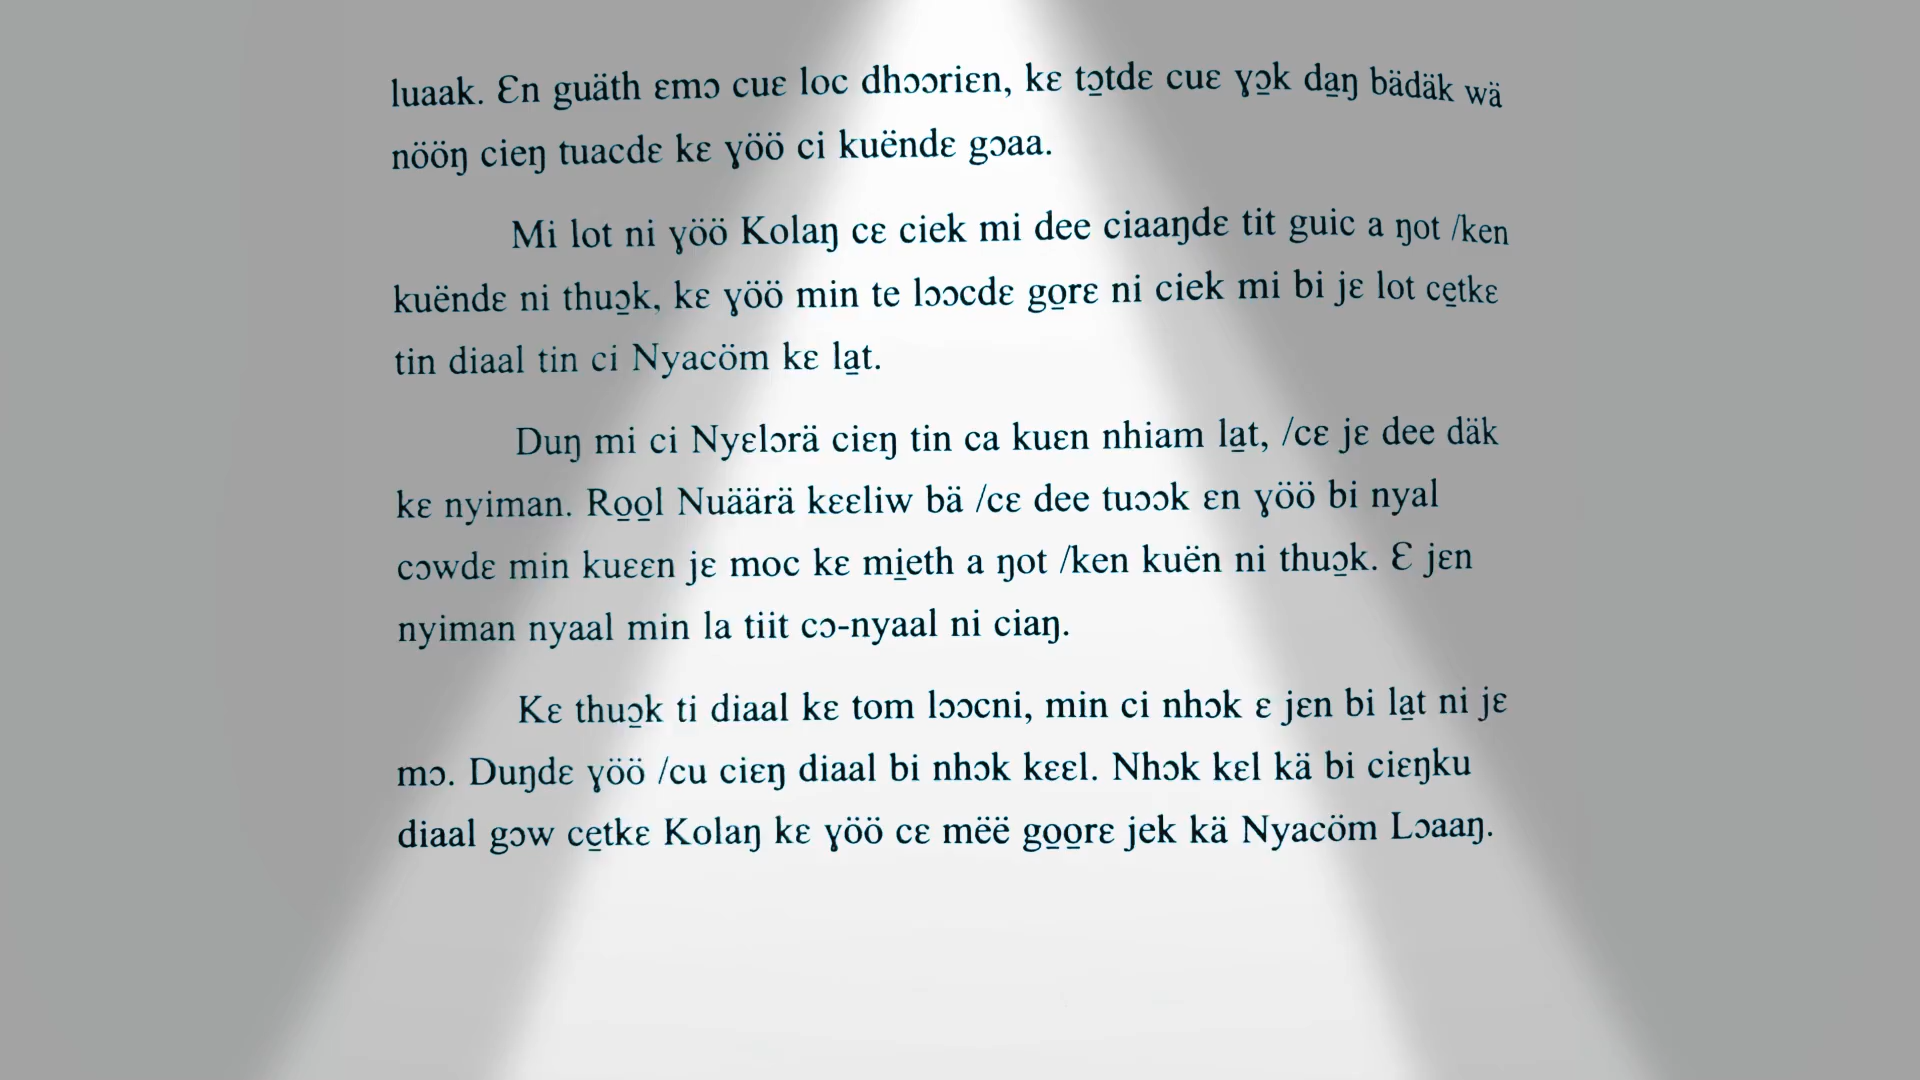 luaak. Ɛn guäth ɛmɔ cuɛ loc dhɔɔriɛn, kɛ tɔ̱tdɛ cuɛ ɣɔ̱k da̱ŋ bädäk wä
nööŋ cieŋ tuacdɛ kɛ ɣöö ci kuëndɛ gɔaa.
Mi lot ni ɣöö Kolaŋ cɛ ciek mi dee ciaaŋdɛ tit guic a ŋot /ken
kuëndɛ ni thuɔ̱k, kɛ ɣöö min te lɔɔcdɛ go̱rɛ ni ciek mi bi jɛ lot ce̱tkɛ
tin diaal tin ci Nyacöm kɛ la̱t.
Duŋ mi ci Nyɛlɔrä ciɛŋ tin ca kuɛn nhiam la̱t, /cɛ jɛ dee däk
kɛ nyiman. Ro̱o̱l Nuäärä kɛɛliw bä /cɛ dee tuɔɔk ɛn ɣöö bi nyal
cɔwdɛ min kuɛɛn jɛ moc kɛ mi̱eth a ŋot /ken kuën ni thuɔ̱k. Ɛ jɛn
nyiman nyaal min la tiit cɔ-nyaal ni ciaŋ.
Kɛ thuɔ̱k ti diaal kɛ tom lɔɔcni, min ci nhɔk ɛ jɛn bi la̱t ni jɛ
mɔ. Duŋdɛ ɣöö /cu ciɛŋ diaal bi nhɔk kɛɛl. Nhɔk kɛl kä bi ciɛŋku
diaal gɔw ce̱tkɛ Kolaŋ kɛ ɣöö cɛ mëë go̱o̱rɛ jek kä Nyacöm Lɔaaŋ.